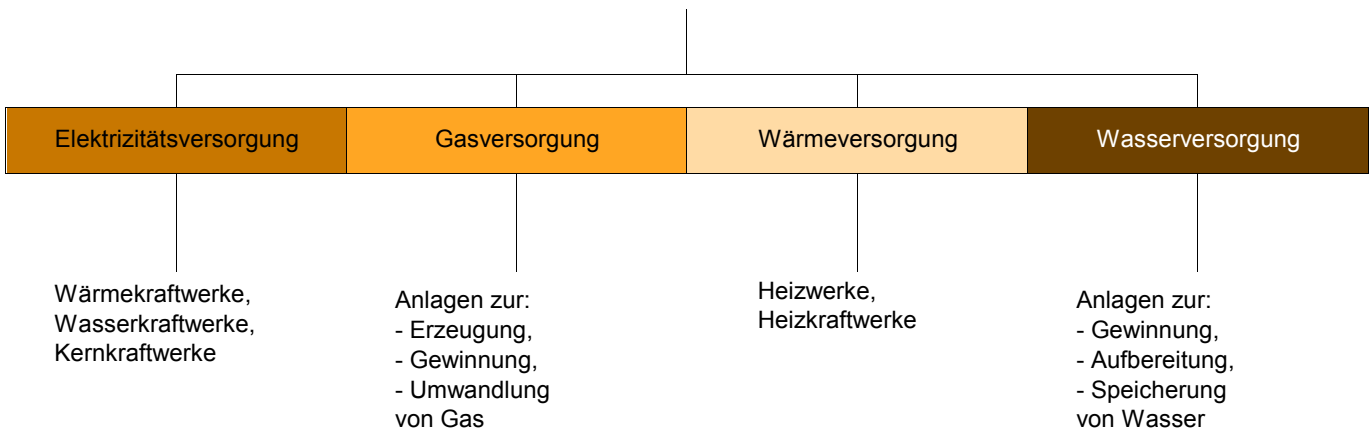 Elektrizitätsversorgung
Gasversorgung
Wärmeversorgung
Wasserversorgung
Wärmekraftwerke,
Wasserkraftwerke,
Kernkraftwerke
Anlagen zur:
- Erzeugung,
- Gewinnung,
- Umwandlung
von Gas
Heizwerke,
Heizkraftwerke
Anlagen zur:
- Gewinnung,
- Aufbereitung,
- Speicherung
von Wasser